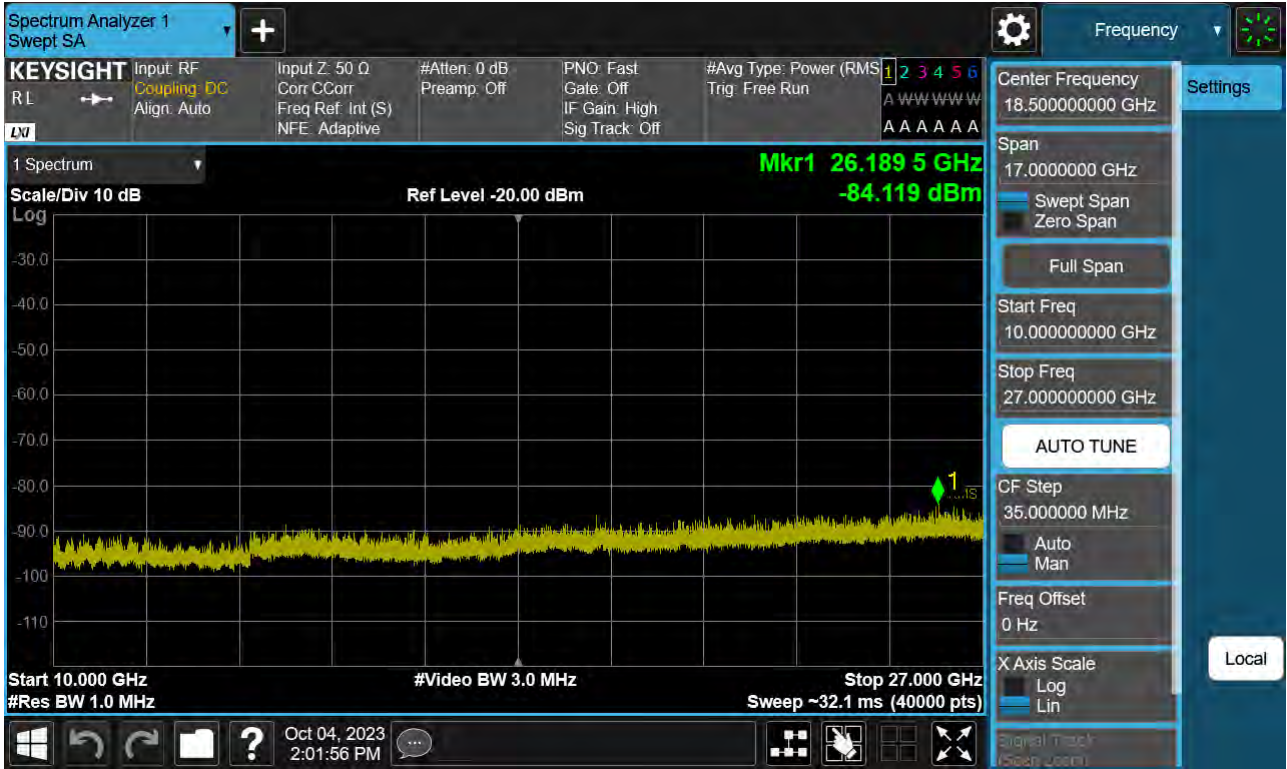 Spectrum Analyzer 1
Swept SA
Frequency
KEYSIGHT
R L
LXI
Input: RF
Coupling: DC
Align: Auto
Input Z: 50 Ω
Corr CCorr
Freq Ref: Int (S)
NFE: Adaptive
#Atten: 0 dB
Preamp: Off
PNO: Fast
Gate: Off
IF Gain: High
Sig Track: Off
#Avg Type: Power (RMS
Trig: Free Run
1 2 3 4 5 6
A W W W W W
A A A A A A
1 Spectrum
Scale/Div 10 dB
Ref Level -20.00 dBm
Mkr1 26.189 5 GHz
-84.119 dBm
Log
-30.0
-40.0
-50.0
-60.0
-70.0
-80.0
-90.0
-100
-110
1
Start 10.000 GHz
#Res BW 1.0 MHz
#Video BW 3.0 MHz
Stop 27.000 GHz
Sweep ~32.1 ms (40000 pts)
Oct 04, 2023
2:01:56 PM
Center Frequency
18.500000000 GHz
Span
17.0000000 GHz
Swept Span
Zero Span
Full Span
Start Freq
10.000000000 GHz
Stop Freq
27.000000000 GHz
AUTO TUNE
CF Step
35.000000 MHz
Auto
Man
Freq Offset
0 Hz
X Axis Scale
Log
Lin
Signal Track
(Span Zoom)
Settings
Local